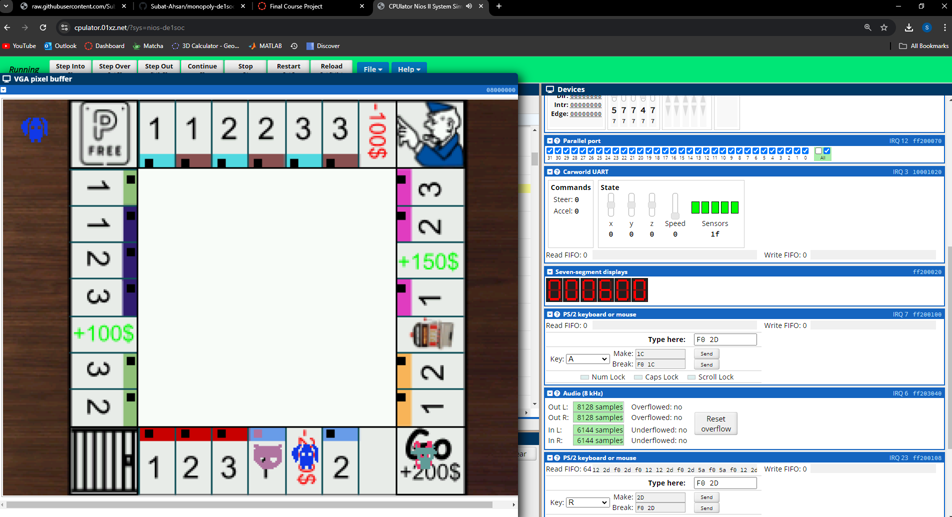 raw.githubusercontent.com/Sub
Subat-Ahsan/monopoly-de1soc
Final Course Project
CPUlator Nios II System Sim
cpulator.01xz.net/?sys=nios-de1soc
YouTube
Outlook
Dashboard
Matcha
3D Calculator - Geo...
MATLAB
Discover
All Bookmarks
Running
Step Into
Step Over
Step Out
Continue
Stop
Restart
Reload
File
Help
VGA pixel buffer
08000000
P
FREE
1
1
2
2
3
3
-100$
1
1
2
3
+100$
3
2
3
2
+150$
1
2
1
1
2
3
1
2
Go
+200$
Devices
Dir: 00000000
Intr: 00000000
Edge: 00000000
5 7 7 4 7
7 7 7 7 7
Parallel port
IRQ 12 ff200070
31 30 29 28 27 26 25 24 23 22 21 20 19 18 17 16 15 14 13 12 11 10 9 8 7 6 5 4 3 2 1 0
All
Carworld UART
IRQ 3 10001020
Commands
Steer: 0
Accel: 0
State
x y z Speed Sensors
0 0 0 0 1f
Read FIFO: 0
Write FIFO: 0
Seven-segment displays
ff200020
000600
PS/2 keyboard or mouse
IRQ 7 ff200100
Read FIFO: 0
Write FIFO: 0
Type here: F0 2D
Key: A
Make: 1C Send
Break: F0 1C Send
Num Lock
Caps Lock
Scroll Lock
Audio (8 kHz)
IRQ 6 ff203040
Out L: 8128 samples Overflowed: no
Out R: 8128 samples Overflowed: no
In L: 6144 samples Underflowed: no
In R: 6144 samples Underflowed: no
Reset overflow
PS/2 keyboard or mouse
IRQ 23
Read FIFO: 64 12 2d f0 2d f0 12 12 2d f0 2d 5a f0 5a f0 12 2d
Write FIFO: 0
Type here: F0 2D
Key: R
Make: 2D Send
Break: F0 2D Send